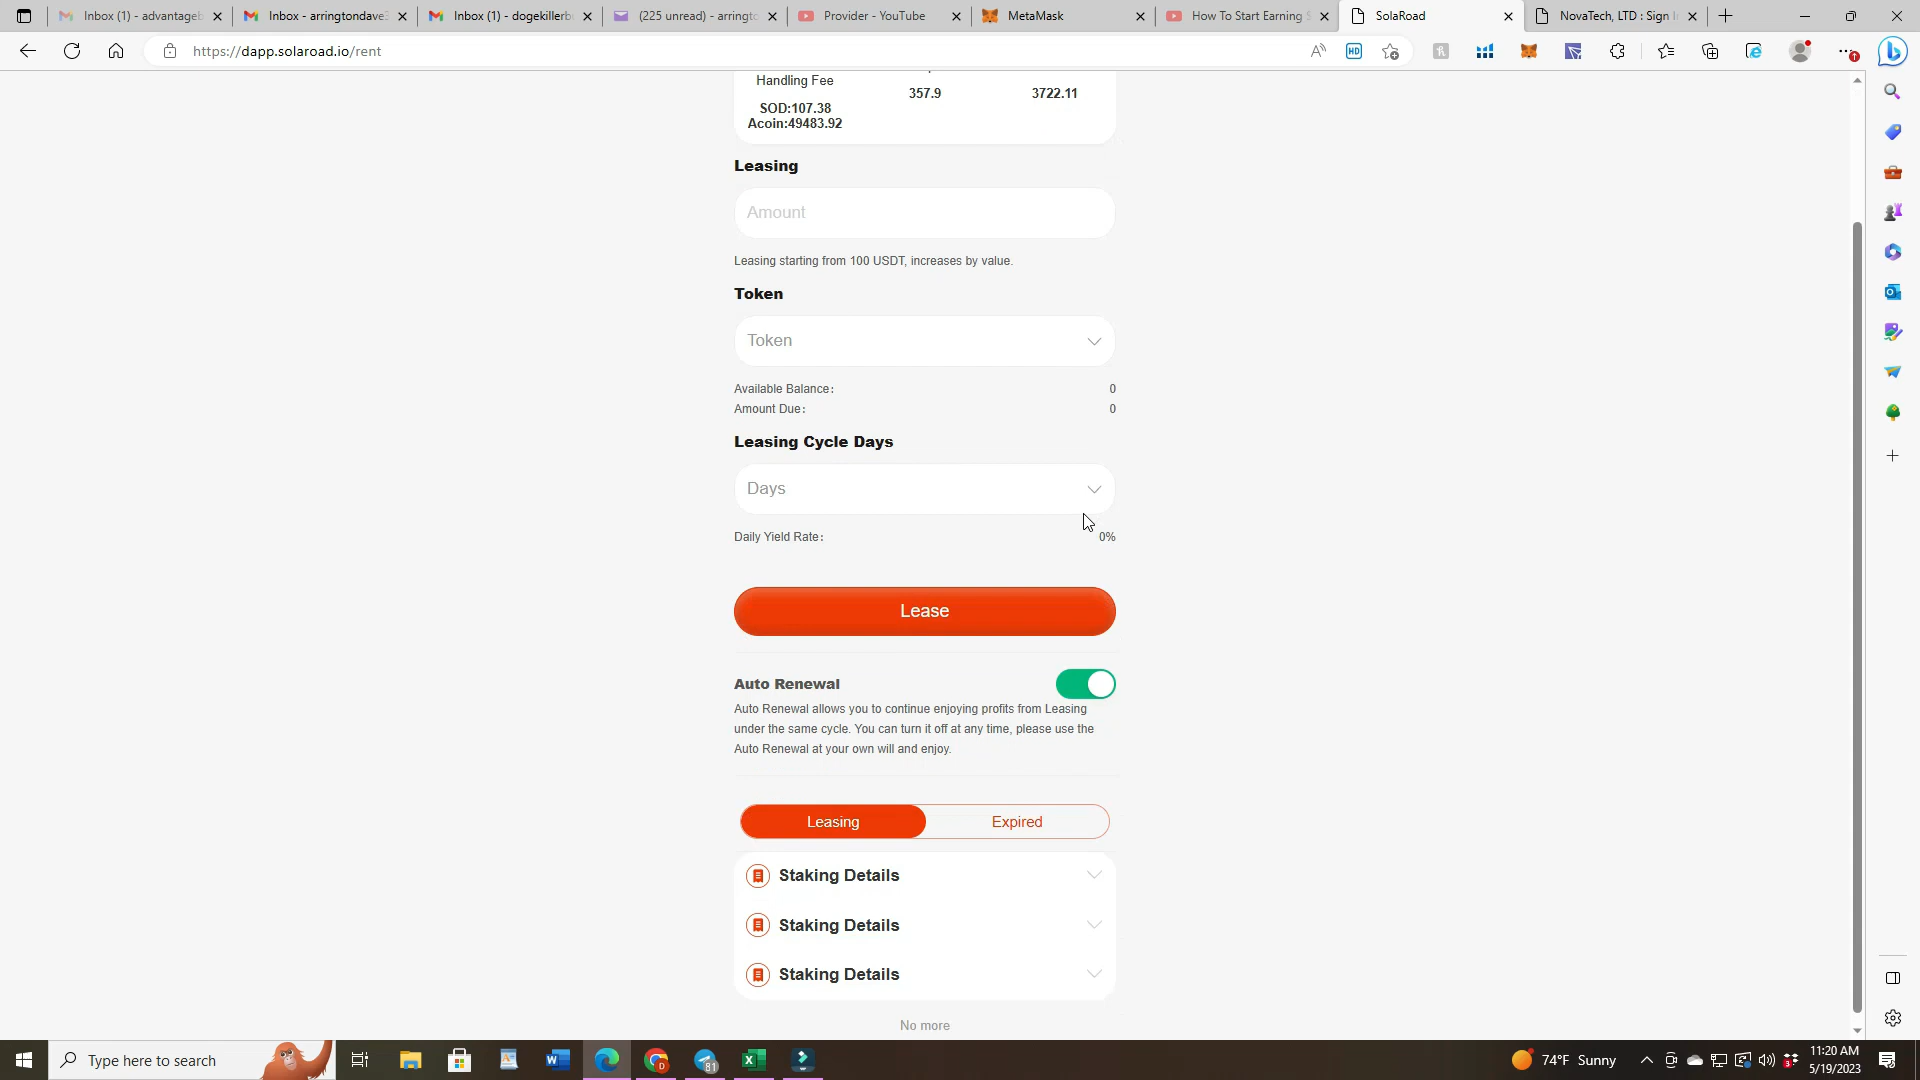 Inbox (1) - advantageb
Inbox - arringtondave
Inbox (1) - dogekillerb
(225 unread) - arringto
Provider - YouTube
MetaMask
How To Start Earning $
SolaRoad
NovaTech, LTD : Sign I
https://dapp.solaroad.io/rent
Handling Fee
SOD:107.38
Acoin:49483.92
357.9
3722.11
Leasing
Amount
Leasing starting from 100 USDT, increases by value.
Token
Token
Available Balance: 0
Amount Due: 0
Leasing Cycle Days
Days
Daily Yield Rate: 0%
Lease
Auto Renewal
Auto Renewal allows you to continue enjoying profits from Leasing
under the same cycle. You can turn it off at any time, please use the
Auto Renewal at your own will and enjoy.
Leasing
Expired
Staking Details
Staking Details
Staking Details
No more
Type here to search
81
74°F Sunny
11:20 AM
5/19/2023